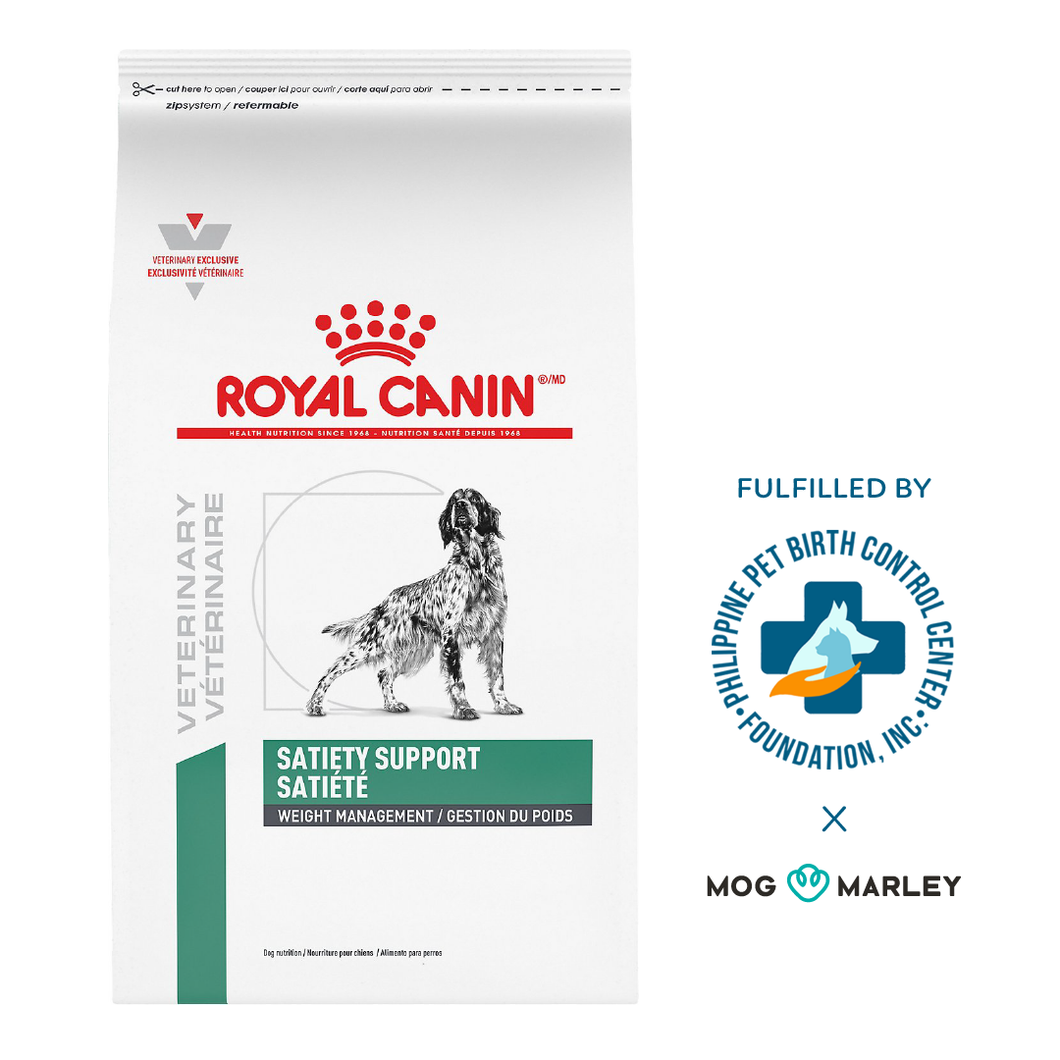 cut here to open / couper ici pour ouvrir / corte aquí para abrir
zipsystem / refermable
VETERINARY EXCLUSIVE
EXCLUSIVITÉ VÉTÉRINAIRE
ROYAL CANIN®/MD
HEALTH NUTRITION SINCE 1968 - NUTRITION SANTÉ DEPUIS 1968
VETERINARY
VÉTÉRINAIRE
SATIETY SUPPORT
SATIÉTÉ
WEIGHT MANAGEMENT / GESTION DU POIDS
Dog nutrition / Nourriture pour chiens / Alimento para perros
FULFILLED BY
PHILIPPINE PET BIRTH CONTROL CENTER
• FOUNDATION, INC. •
X
MOG MARLEY